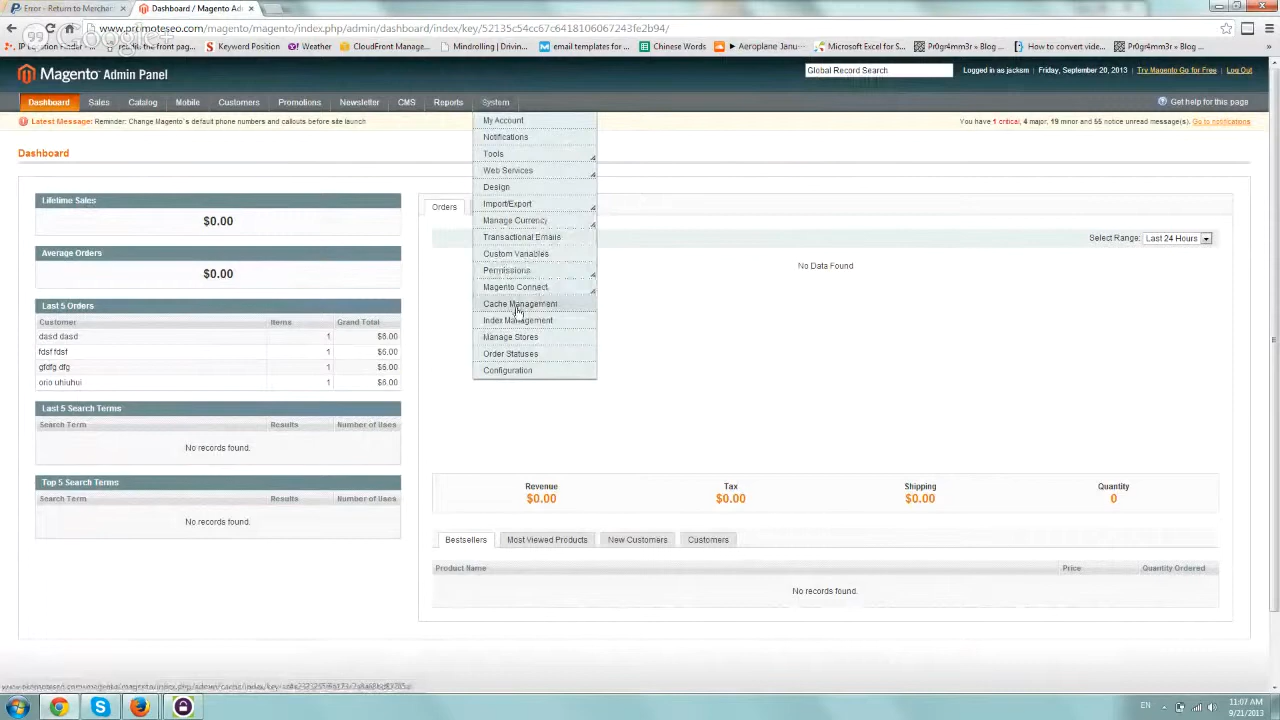 Error - Return to Merchan
Dashboard / Magento Ad
www.promoteseo.com/magento/magento/index.php/admin/dashboard/index/key/52135c54cc67c6418106067243fe2b94/
the front pag...
Keyword Position
Weather
CloudFront Manage...
Mindrolling | Drivin...
email templates for ...
Chinese Words
Aeroplane Janu...
Microsoft Excel for S...
Pr0gr4mm3r » Blog ...
How to convert vide...
Pr0gr4mm3r » Blog ...
Magento Admin Panel
Global Record Search
Logged in as jacksm
Friday, September 20, 2013
Try Magento Go for Free
Log Out
Dashboard
Sales
Catalog
Mobile
Customers
Promotions
Newsletter
CMS
Reports
System
Get help for this page
Latest Message: Reminder: Change Magento's default phone numbers and callouts before site launch
You have 1 critical, 4 major, 19 minor and 55 notice unread message(s). Go to notifications
My Account
Notifications
Tools
Web Services
Design
Import/Export
Manage Currency
Transactional Emails
Custom Variables
Permissions
Magento Connect
Cache Management
Index Management
Manage Stores
Order Statuses
Configuration
Dashboard
Lifetime Sales
$0.00
Average Orders
$0.00
Last 5 Orders
Customer Items Grand Total
dasd dasd 1 $6.00
fdsf fdsf 1 $6.00
gfdfg dfg 1 $6.00
orio uhiuhui 1 $6.00
Last 5 Search Terms
Search Term Results Number of Uses
No records found.
Top 5 Search Terms
Search Term Results Number of Uses
No records found.
Orders
Select Range: Last 24 Hours
No Data Found
Revenue Tax Shipping Quantity
$0.00 $0.00 $0.00 0
Bestsellers
Most Viewed Products
New Customers
Customers
Product Name Price Quantity Ordered
No records found.
EN
11:07 AM
9/21/2013